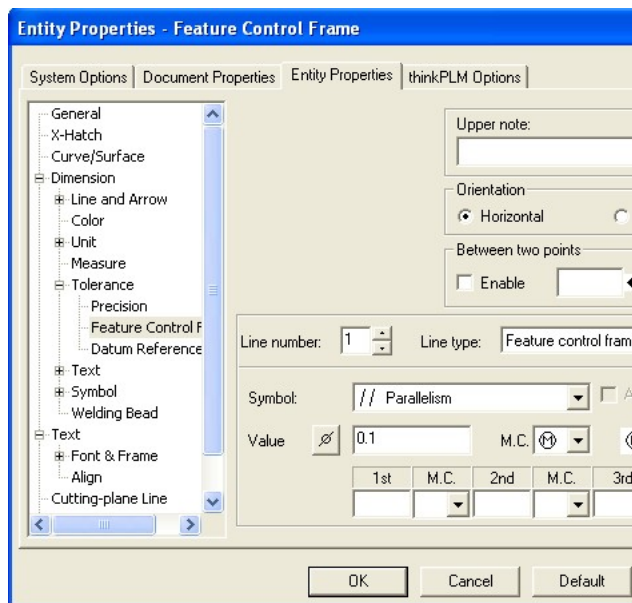 Entity Properties - Feature Control Frame
System Options Document Properties Entity Properties thinkPLM Options
General
X-Hatch
Curve/Surface
Dimension
Line and Arrow
Color
Unit
Measure
Tolerance
Precision
Feature Control F
Datum Reference
Text
Symbol
Welding Bead
Text
Font & Frame
Align
Cutting-plane Line
Upper note:
Orientation
Horizontal
Between two points
Enable
Line number: 1 Line type: Feature control fram
Symbol: // Parallelism A
Value ⌀ 0.1 M.C. Ⓜ
1st M.C. 2nd M.C. 3rd
OK Cancel Default